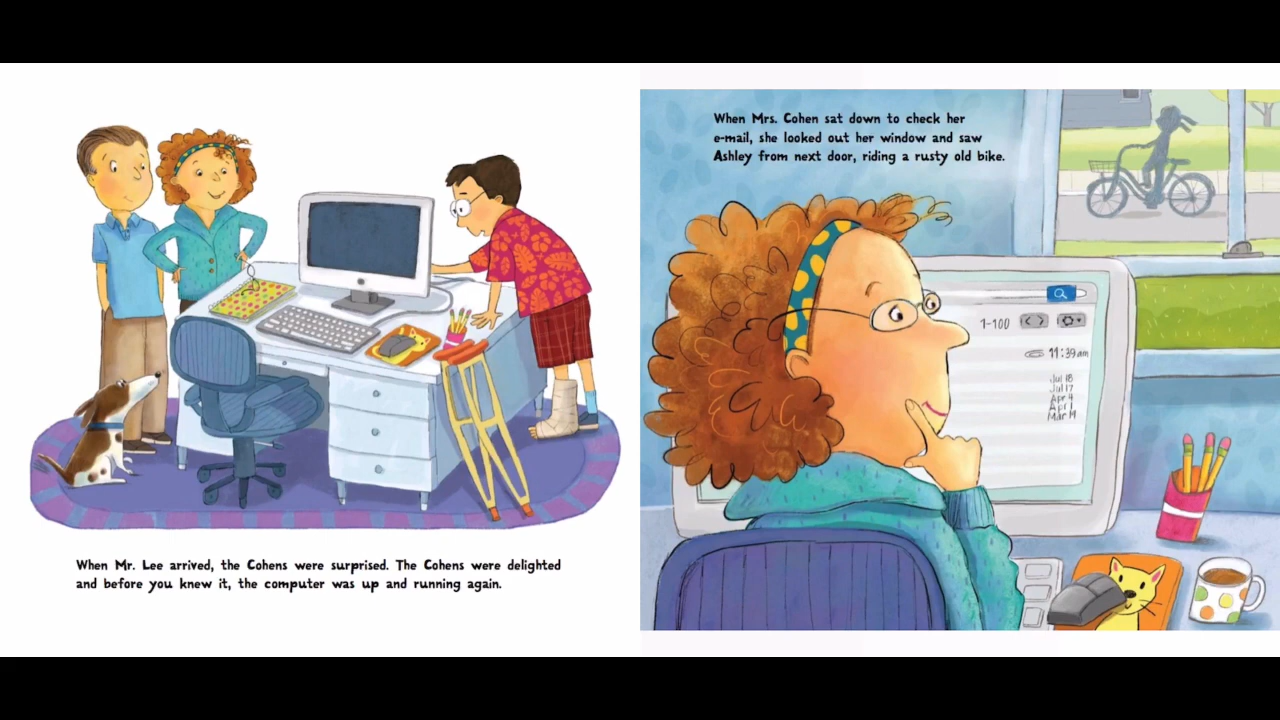 When Mr. Lee arrived, the Cohens were surprised. The Cohens were delighted
and before you knew it, the computer was up and running again.
When Mrs. Cohen sat down to check her
e-mail, she looked out her window and saw
Ashley from next door, riding a rusty old bike.
1-100
11:39am
Jul 18
Jul 17
Apr 4
Apr 1
Mar 14